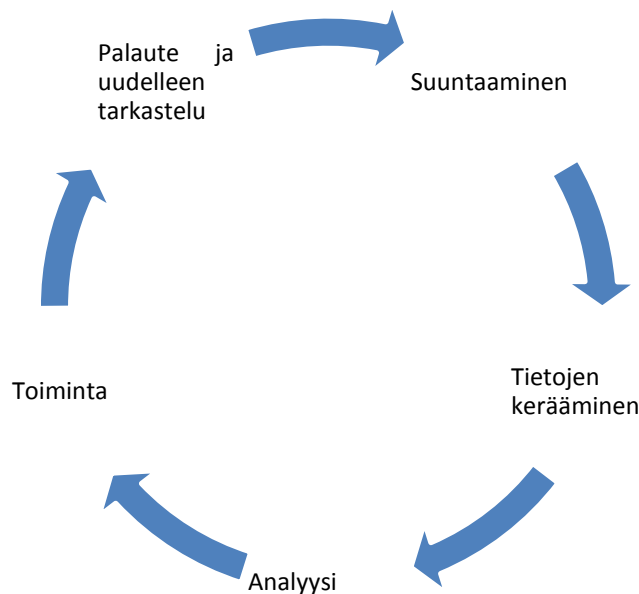 Palaute ja
uudelleen
tarkastelu
Suuntaaminen
Tietojen
kerääminen
Analyysi
Toiminta